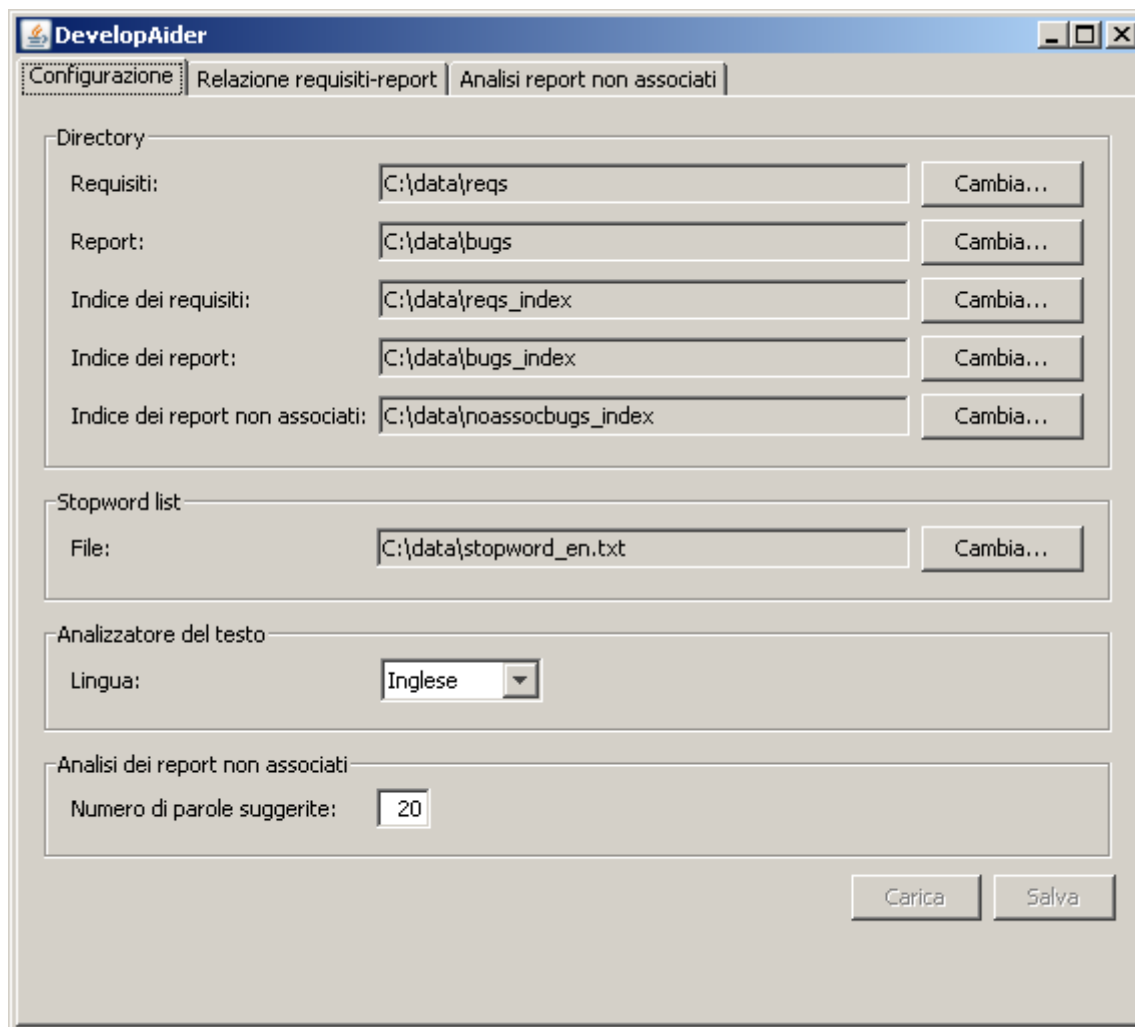 DevelopAider
Configurazione Relazione requisiti-report Analisi report non associati
Directory
Requisiti: C:\data\reqs Cambia...
Report: C:\data\bugs Cambia...
Indice dei requisiti: C:\data\reqs_index Cambia...
Indice dei report: C:\data\bugs_index Cambia...
Indice dei report non associati: C:\data\noassocbugs_index Cambia...
Stopword list
File: C:\data\stopword_en.txt Cambia...
Analizzatore del testo
Lingua: Inglese
Analisi dei report non associati
Numero di parole suggerite: 20
Carica Salva